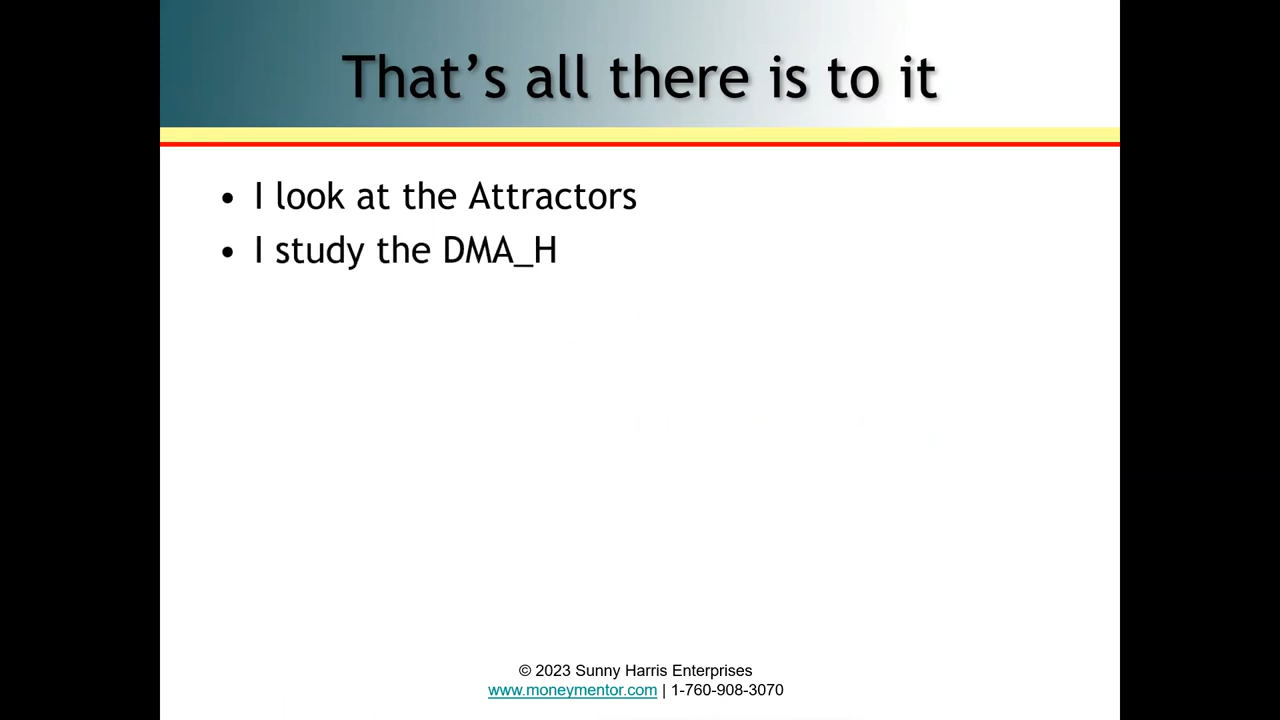 That’s all there is to it
• I look at the Attractors
• I study the DMA_H
© 2023 Sunny Harris Enterprises
www.moneymentor.com | 1-760-908-3070